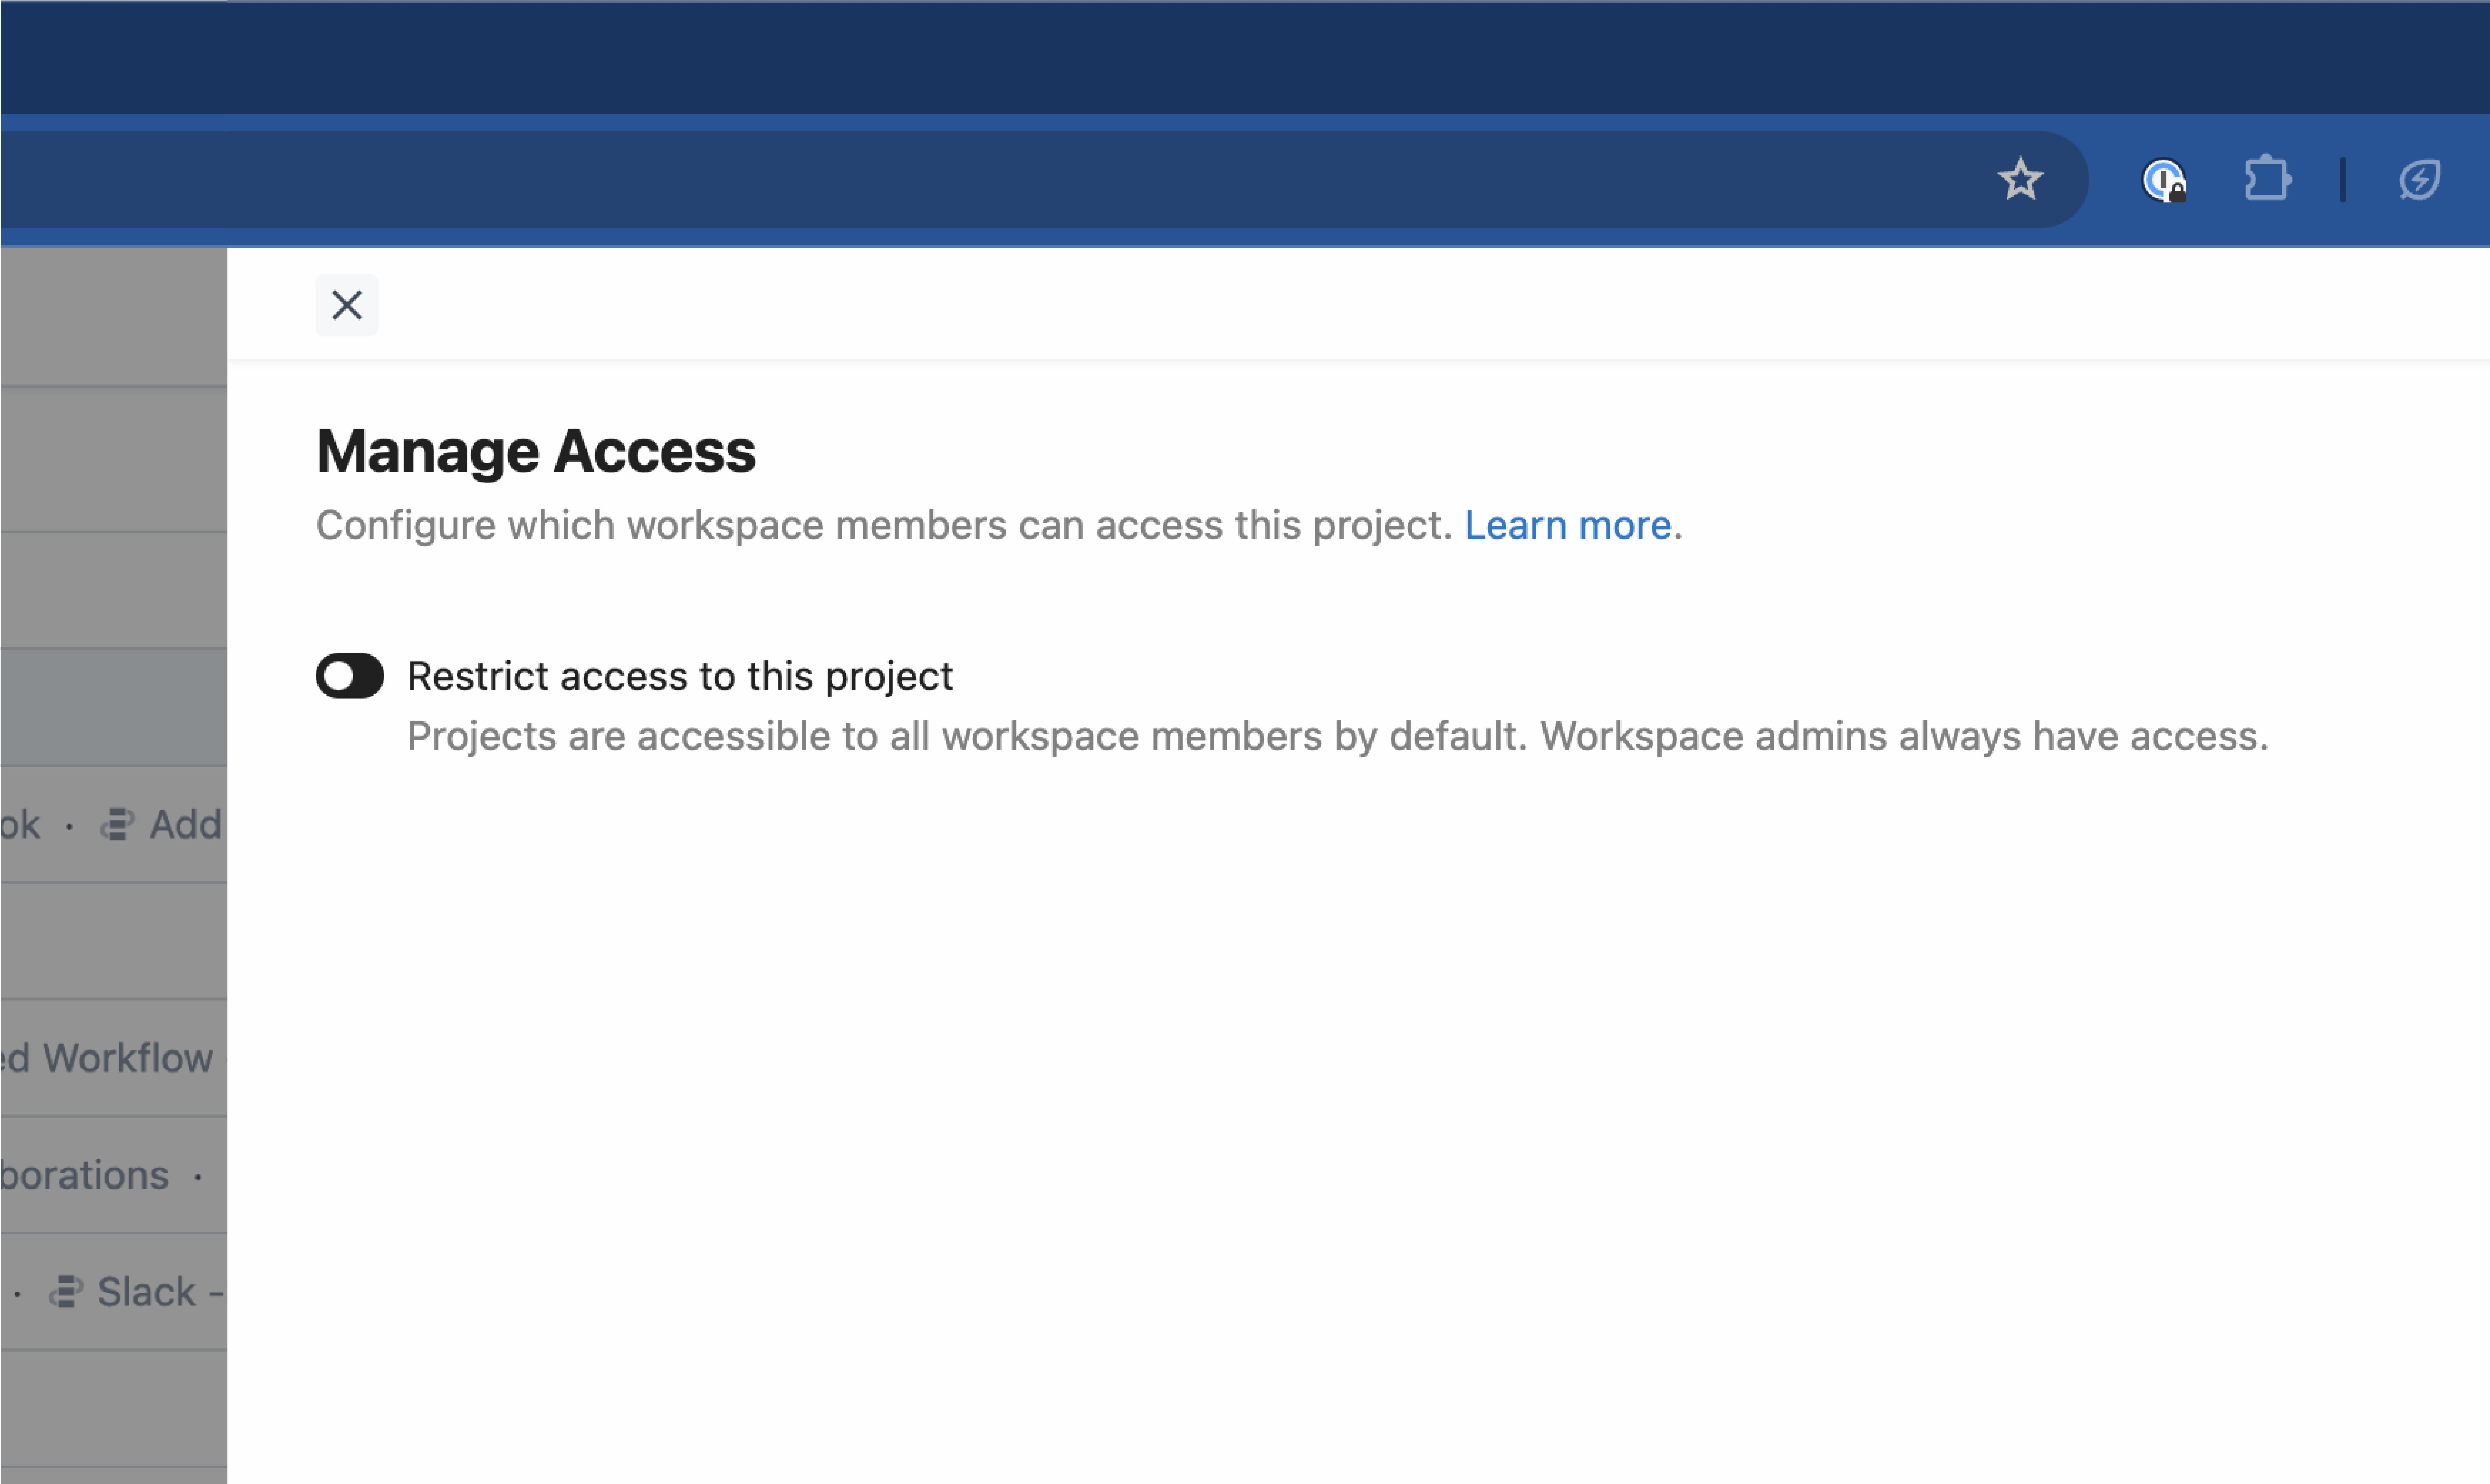 Manage Access
Configure which workspace members can access this project. Learn more.
Restrict access to this project
Projects are accessible to all workspace members by default. Workspace admins always have access.
ok · Add
ed Workflow
borations ·
· Slack -